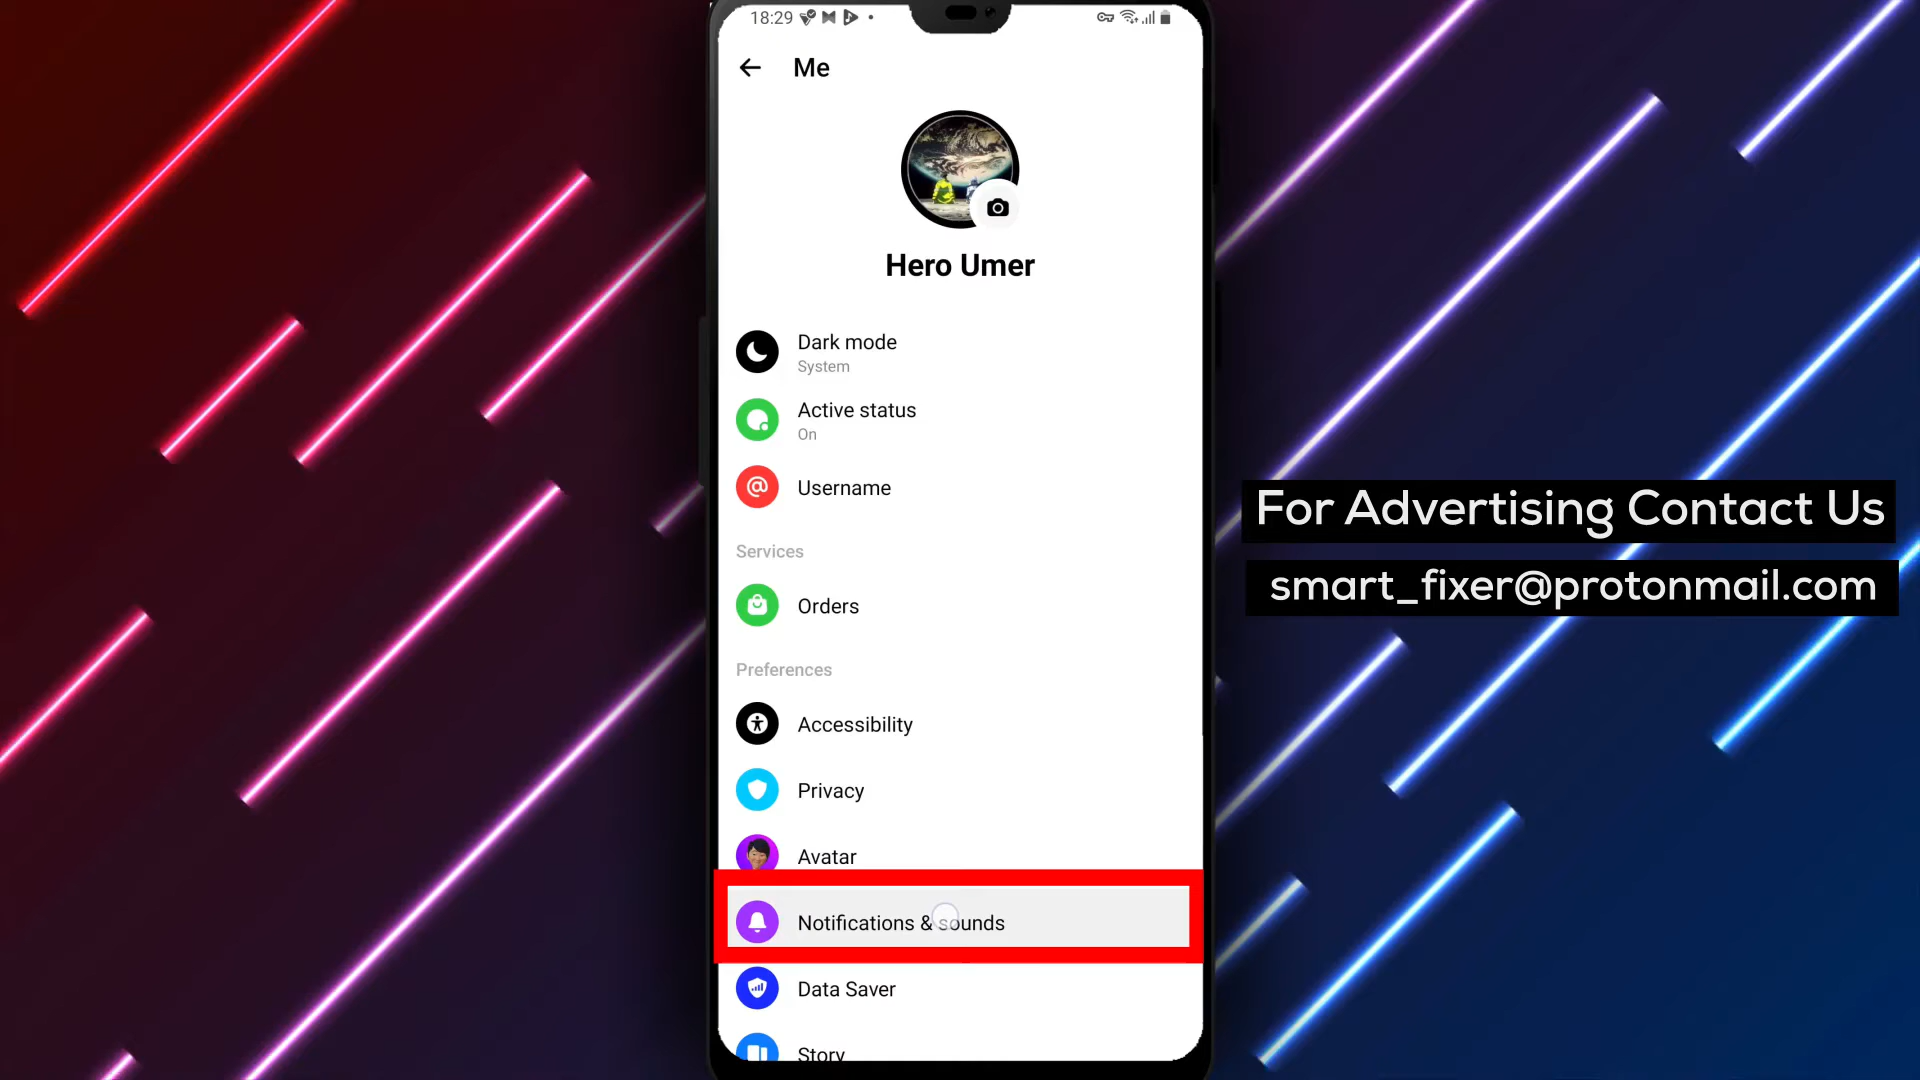 18:29
Me
Hero Umer
Dark mode
System
Active status
On
Username
Services
Orders
Preferences
Accessibility
Privacy
Avatar
Notifications & sounds
Data Saver
Story
For Advertising Contact Us
smart_fixer@protonmail.com